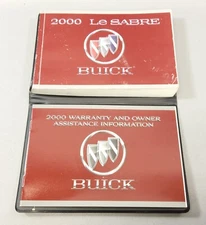 2000 Le SABRE
BUICK
2000 WARRANTY AND OWNER
ASSISTANCE INFORMATION
BUICK